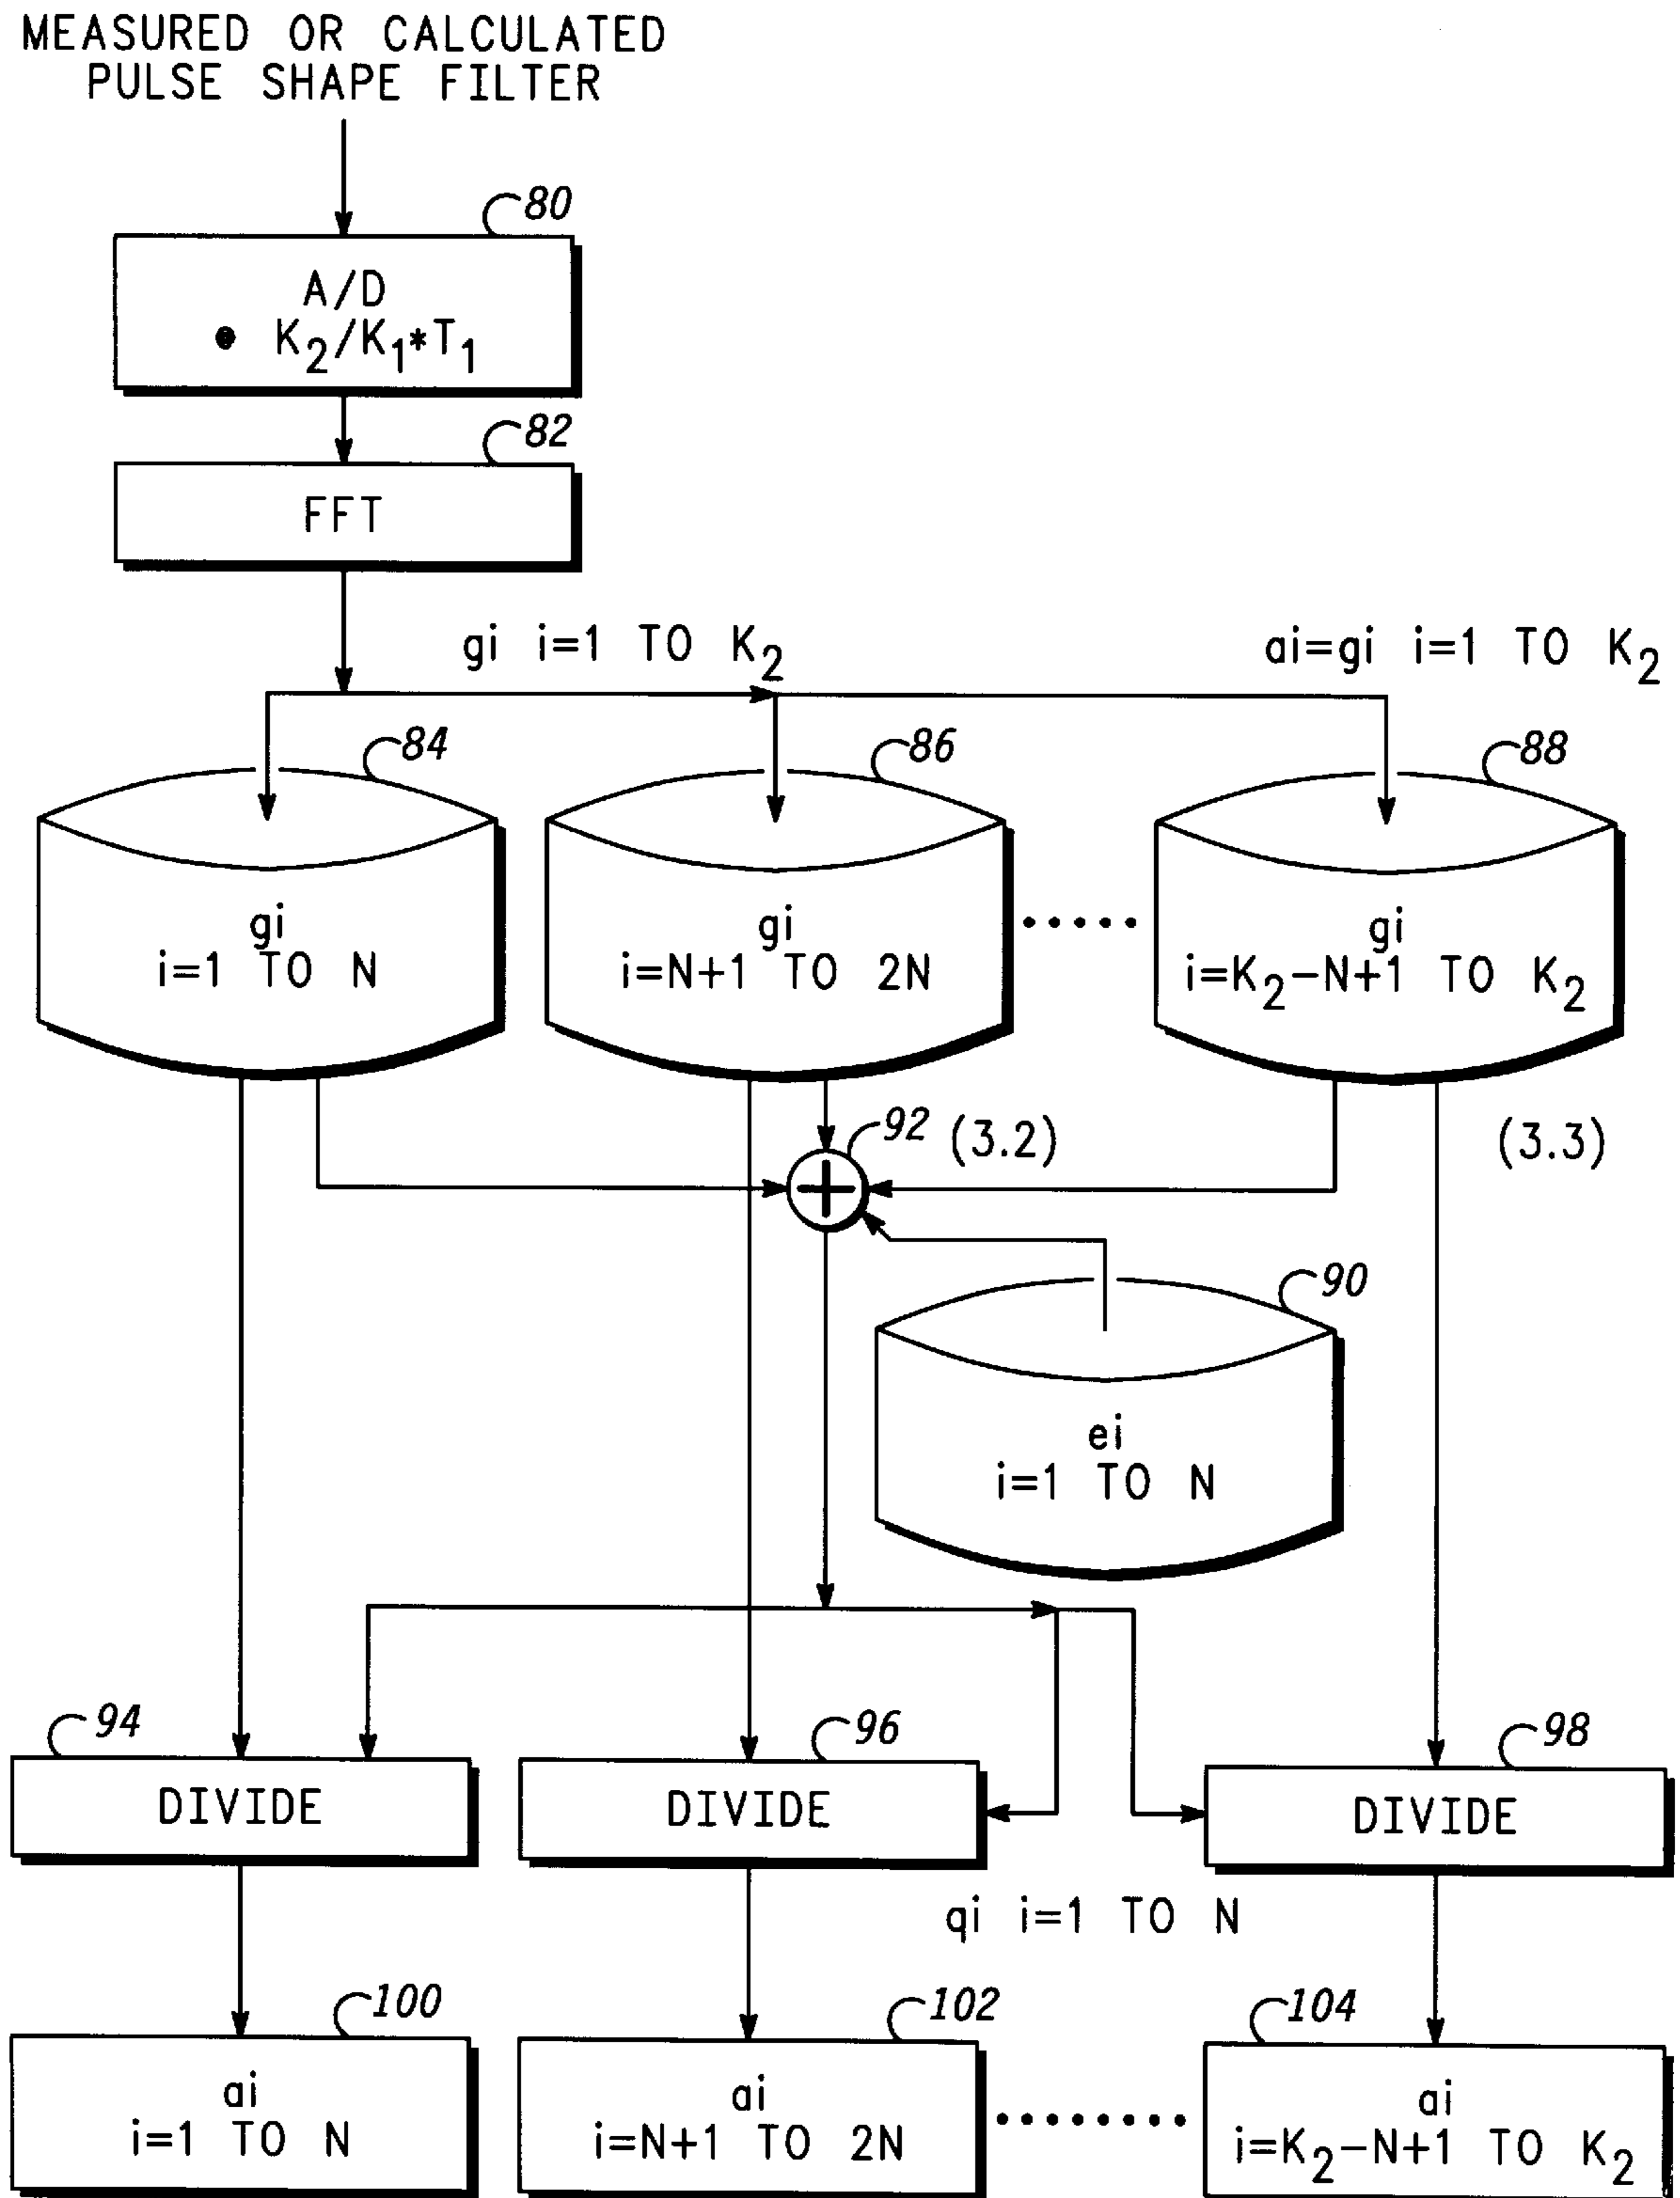 MEASURED OR CALCULATED
PULSE SHAPE FILTER
80
A/D
● K₂/K₁*T₁
82
FFT
gi i=1 TO K₂
ai=gi i=1 TO K₂
84
86
88
gi
i=1 TO N
gi
i=N+1 TO 2N
gi
i=K₂-N+1 TO K₂
92 (3.2)
(3.3)
90
ei
i=1 TO N
94
96
98
DIVIDE
DIVIDE
DIVIDE
qi i=1 TO N
100
102
104
ai
i=1 TO N
ai
i=N+1 TO 2N
ai
i=K₂-N+1 TO K₂